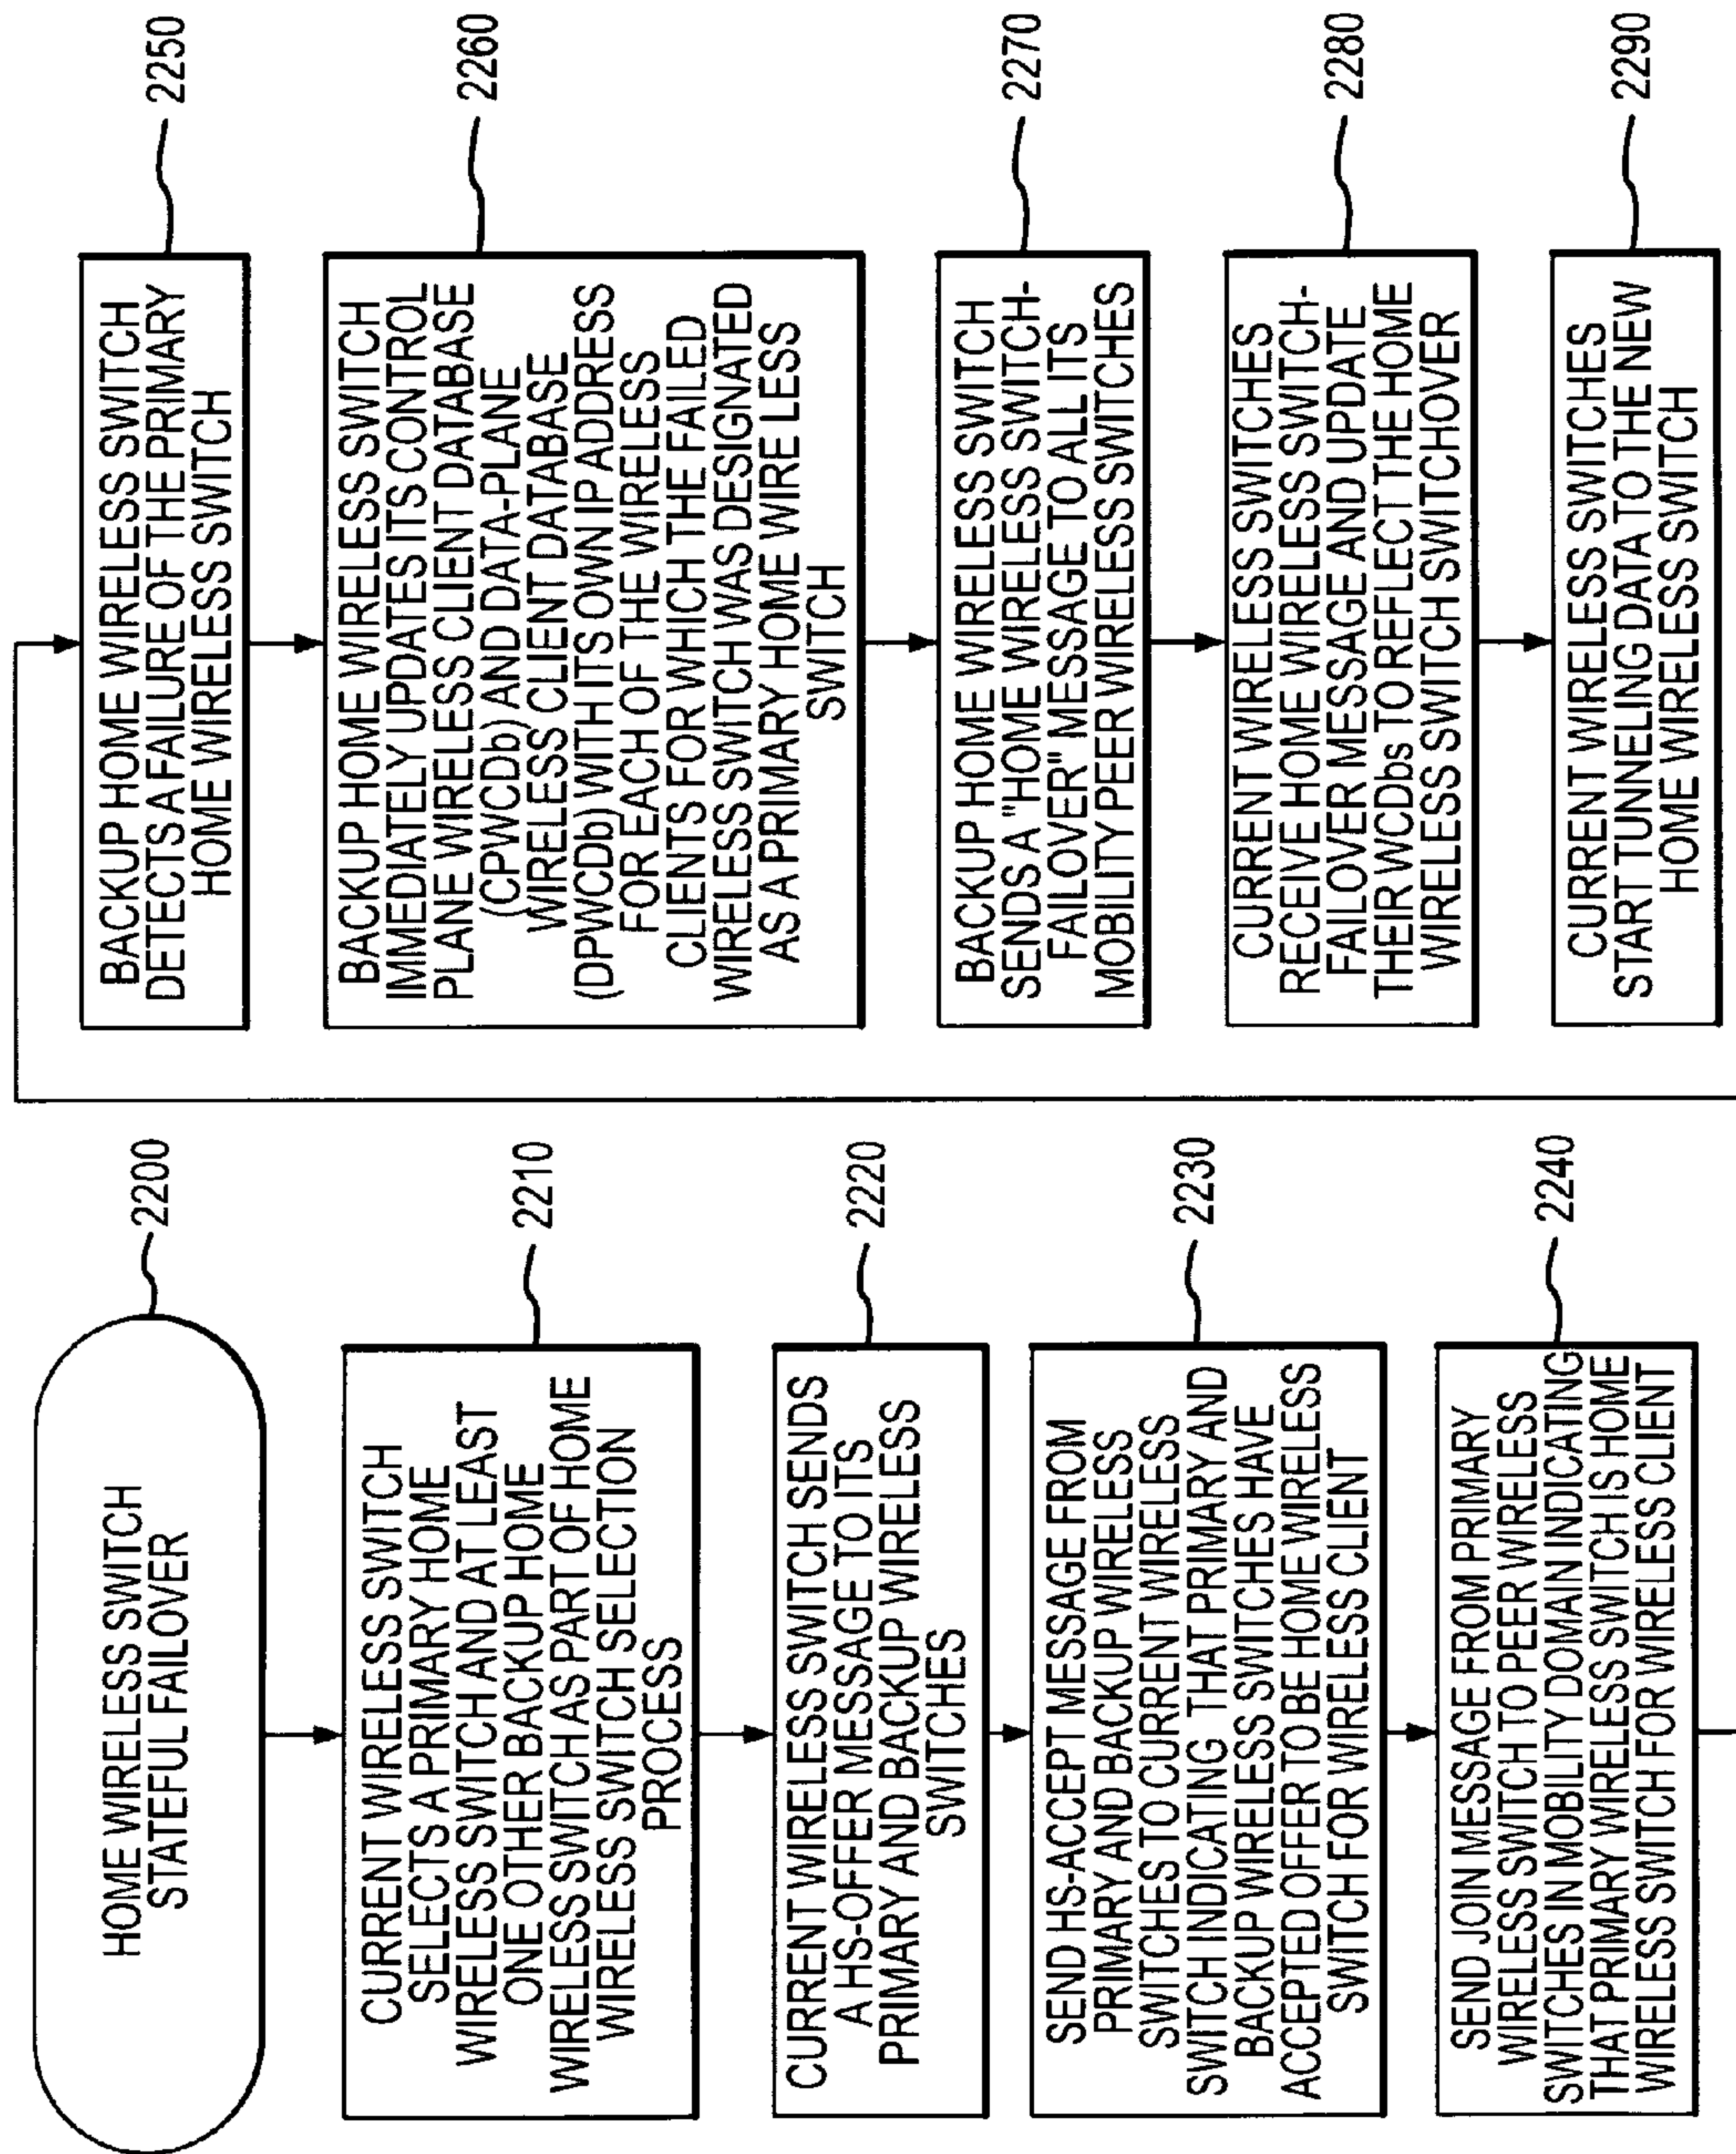 HOME WIRELESS SWITCH
STATEFUL FAILOVER
2200
CURRENT WIRELESS SWITCH
SELECTS A PRIMARY HOME
WIRELESS SWITCH AND AT LEAST
ONE OTHER BACKUP HOME
WIRELESS SWITCH AS PART OF HOME
WIRELESS SWITCH SELECTION
PROCESS
2210
CURRENT WIRELESS SWITCH SENDS
A HS-OFFER MESSAGE TO ITS
PRIMARY AND BACKUP WIRELESS
SWITCHES
2220
SEND HS-ACCEPT MESSAGE FROM
PRIMARY AND BACKUP WIRELESS
SWITCHES TO CURRENT WIRELESS
SWITCH INDICATING THAT PRIMARY AND
BACKUP WIRELESS SWITCHES HAVE
ACCEPTED OFFER TO BE HOME WIRELESS
SWITCH FOR WIRELESS CLIENT
2230
SEND JOIN MESSAGE FROM PRIMARY
WIRELESS SWITCH TO PEER WIRELESS
SWITCHES IN MOBILITY DOMAIN INDICATING
THAT PRIMARY WIRELESS SWITCH IS HOME
WIRELESS SWITCH FOR WIRELESS CLIENT
2240
BACKUP HOME WIRELESS SWITCH
DETECTS A FAILURE OF THE PRIMARY
HOME WIRELESS SWITCH
2250
BACKUP HOME WIRELESS SWITCH
IMMEDIATELY UPDATES ITS CONTROL
PLANE WIRELESS CLIENT DATABASE
(CPWCDb) AND DATA-PLANE
WIRELESS CLIENT DATABASE
(DPWCDb) WITH ITS OWN IP ADDRESS
FOR EACH OF THE WIRELESS
CLIENTS FOR WHICH THE FAILED
WIRELESS SWITCH WAS DESIGNATED
AS A PRIMARY HOME WIRE LESS
SWITCH
2260
BACKUP HOME WIRELESS SWITCH
SENDS A "HOME WIRELESS SWITCH-
FAILOVER" MESSAGE TO ALL ITS
MOBILITY PEER WIRELESS SWITCHES
2270
CURRENT WIRELESS SWITCHES
RECEIVE HOME WIRELESS SWITCH-
FAILOVER MESSAGE AND UPDATE
THEIR WCDbs TO REFLECT THE HOME
WIRELESS SWITCH SWITCHOVER
2280
CURRENT WIRELESS SWITCHES
START TUNNELING DATA TO THE NEW
HOME WIRELESS SWITCH
2290